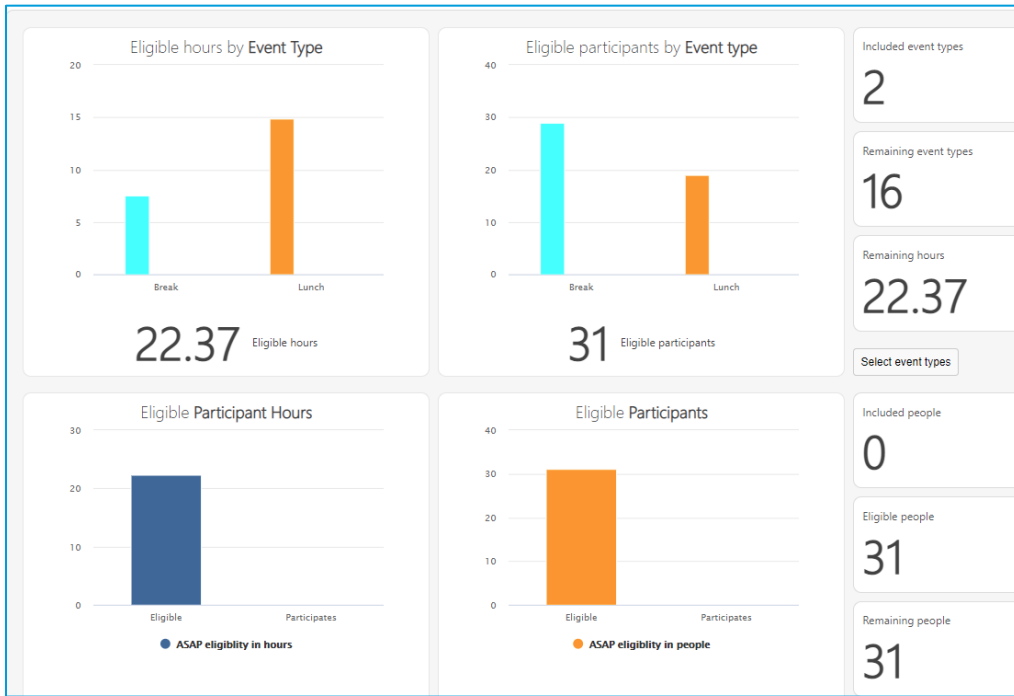 Eligible hours by Event Type
20
15
10
5
0
Break
Lunch
22.37 Eligible hours
Eligible participants by Event type
40
30
20
10
0
Break
Lunch
31 Eligible participants
Included event types
2
Remaining event types
16
Remaining hours
22.37
Select event types
Eligible Participant Hours
30
20
10
0
Eligible
Participates
ASAP eligiblity in hours
Eligible Participants
40
30
20
10
0
Eligible
Participates
ASAP eligiblity in people
Included people
0
Eligible people
31
Remaining people
31